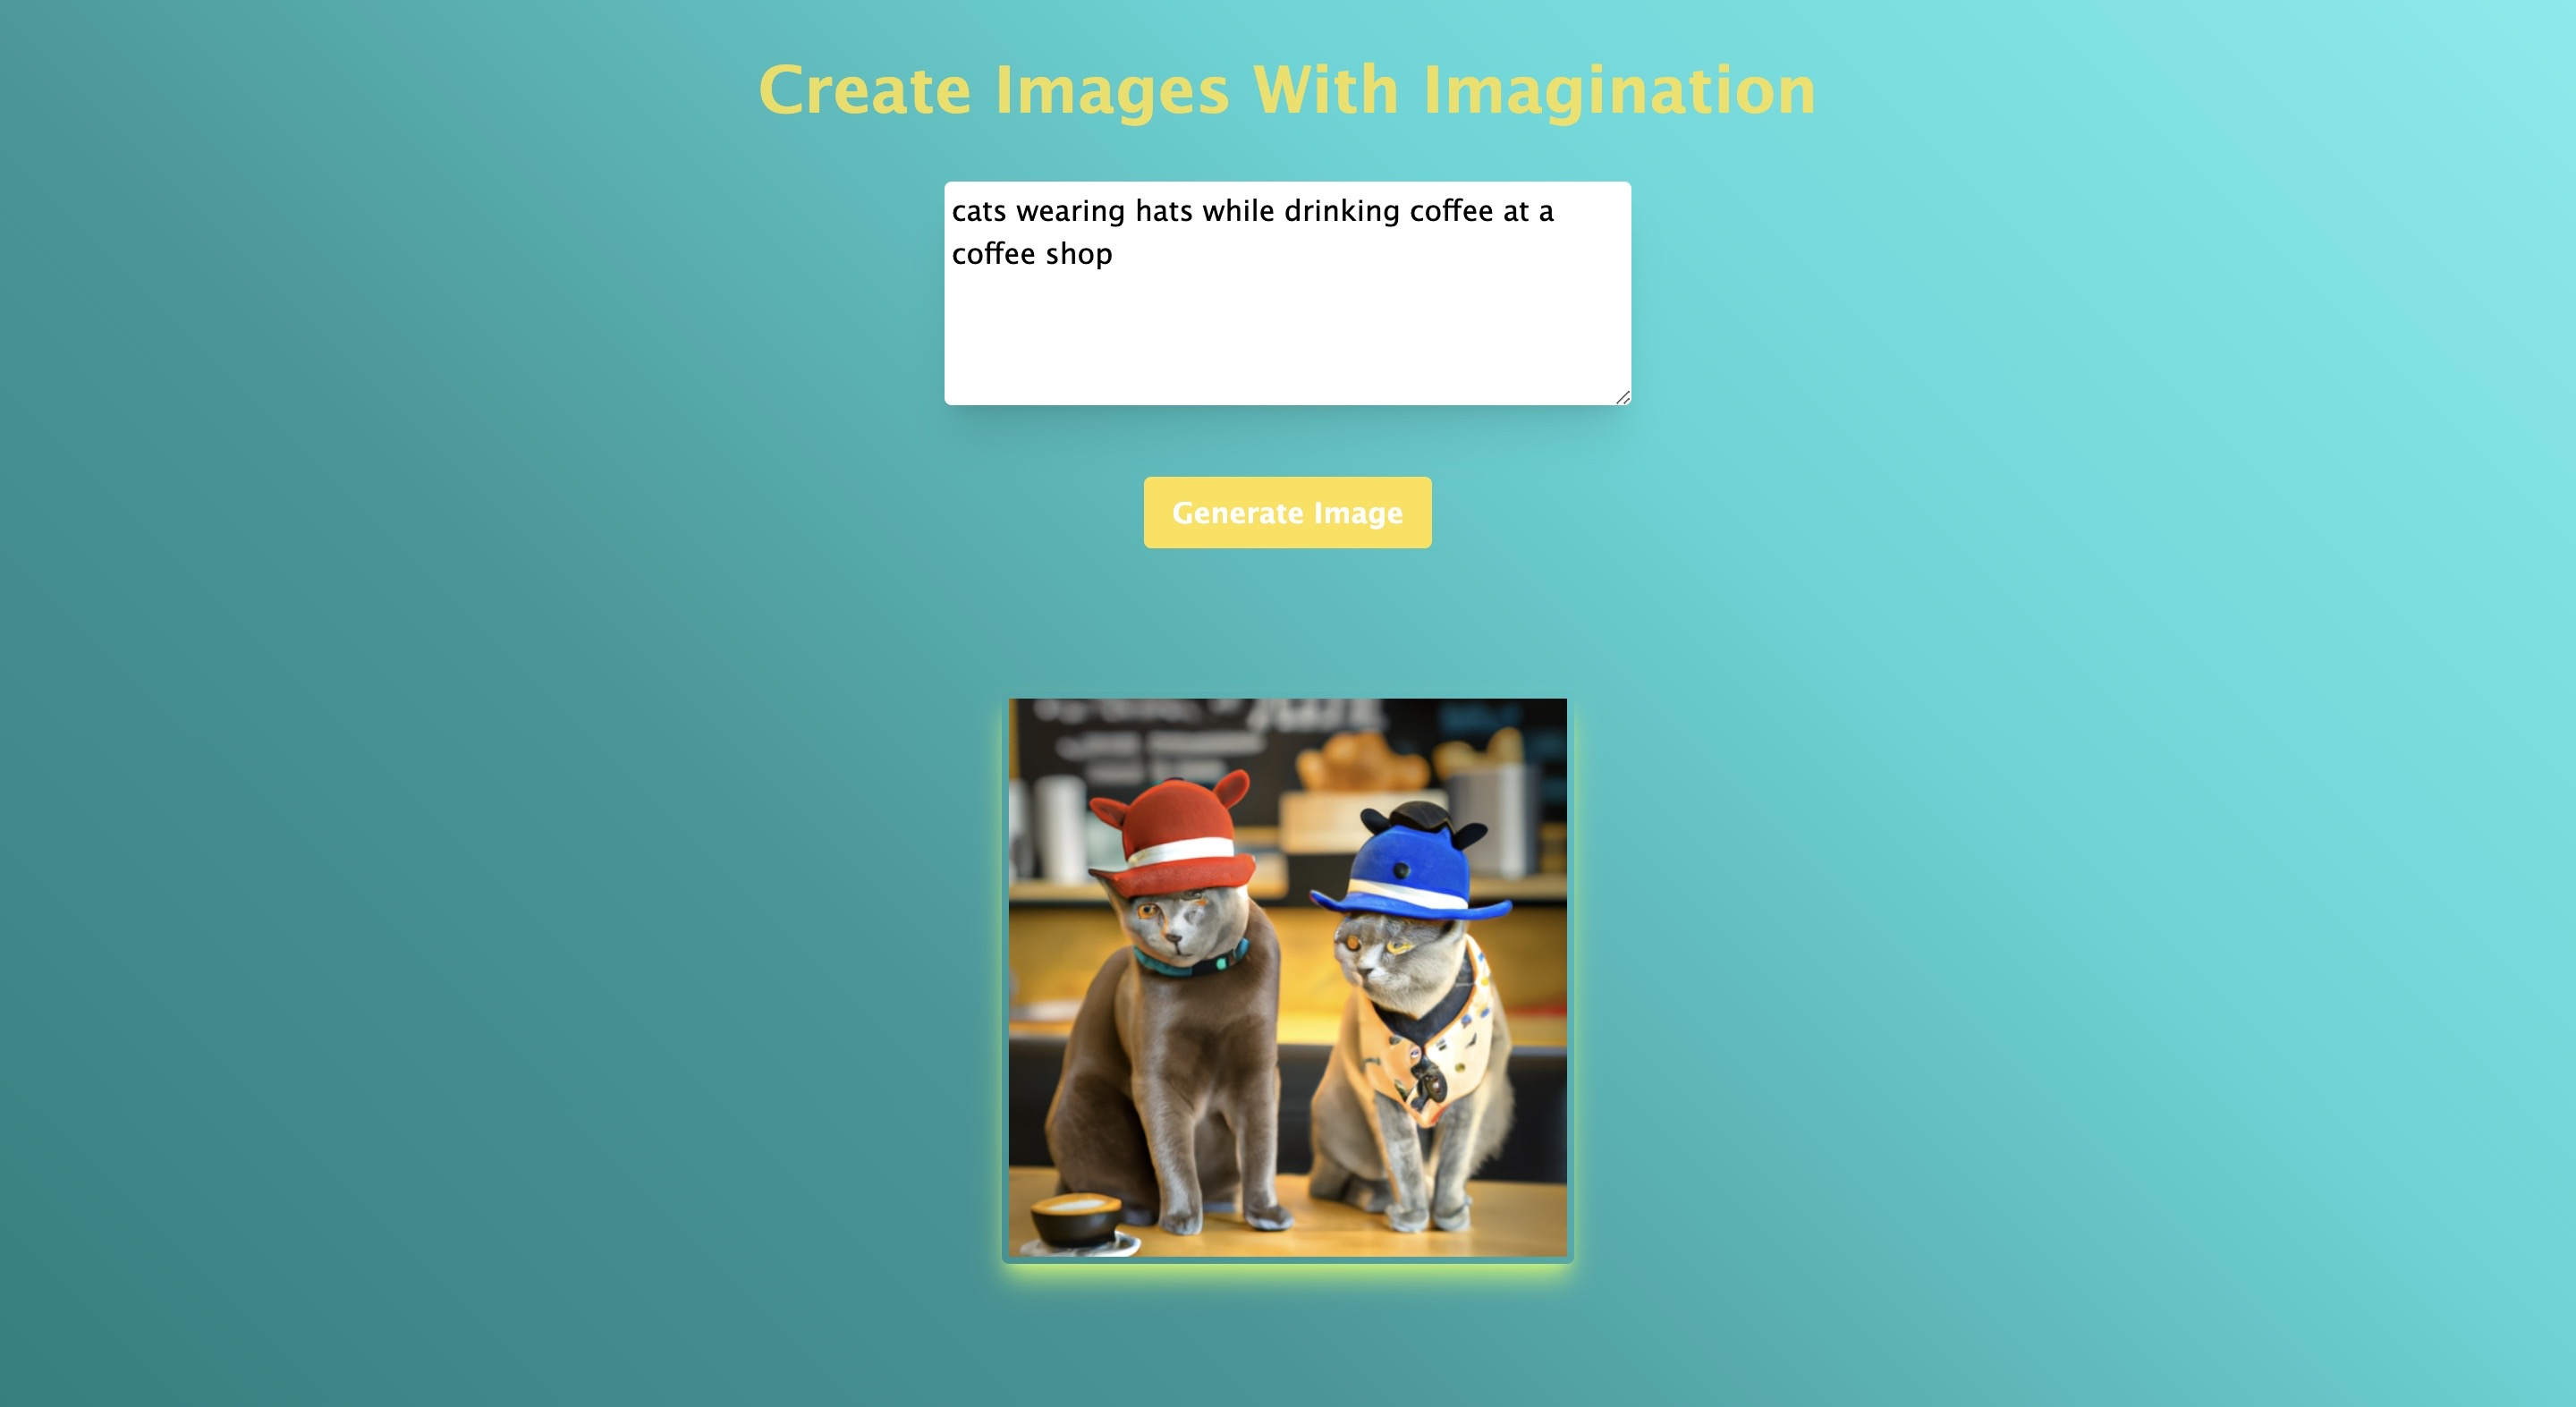 Create Images With Imagination
cats wearing hats while drinking coffee at a
coffee shop
Generate Image